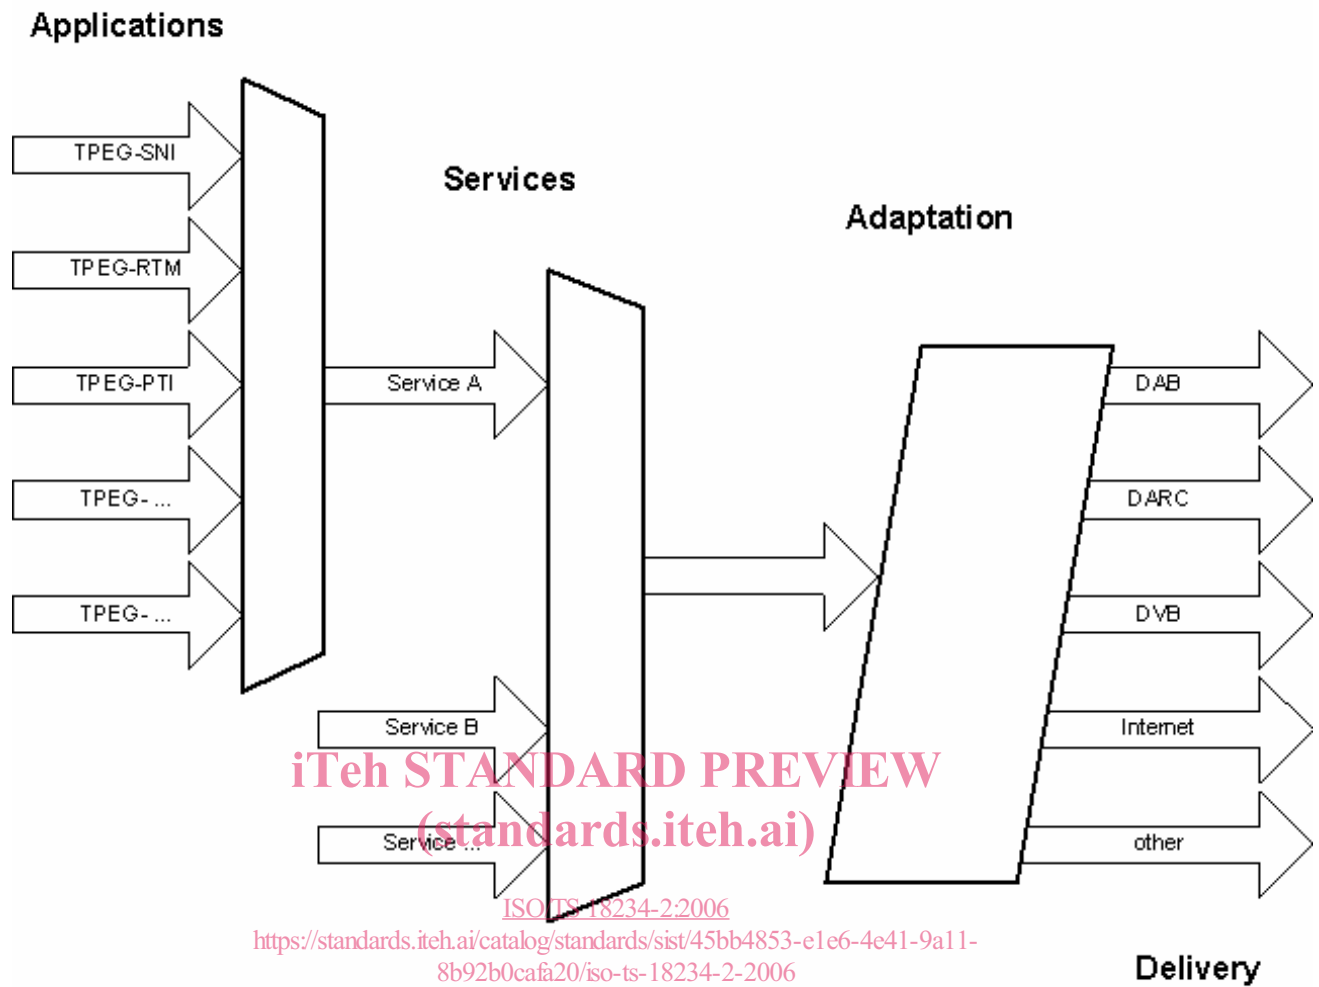 Applications
TPEG-SNI
Services
Adaptation
TPEG-RTM
TPEG-PTI
Service A
DAB
TPEG- ...
DARC
TPEG- ...
DVB
Service B
Internet
iTeh STANDARD PREVIEW
(standards.iteh.ai)
Service ...
other
ISO/TS 18234-2:2006
https://standards.iteh.ai/catalog/standards/sist/45bb4853-e1e6-4e41-9a11-
8b92b0cafa20/iso-ts-18234-2-2006
Delivery